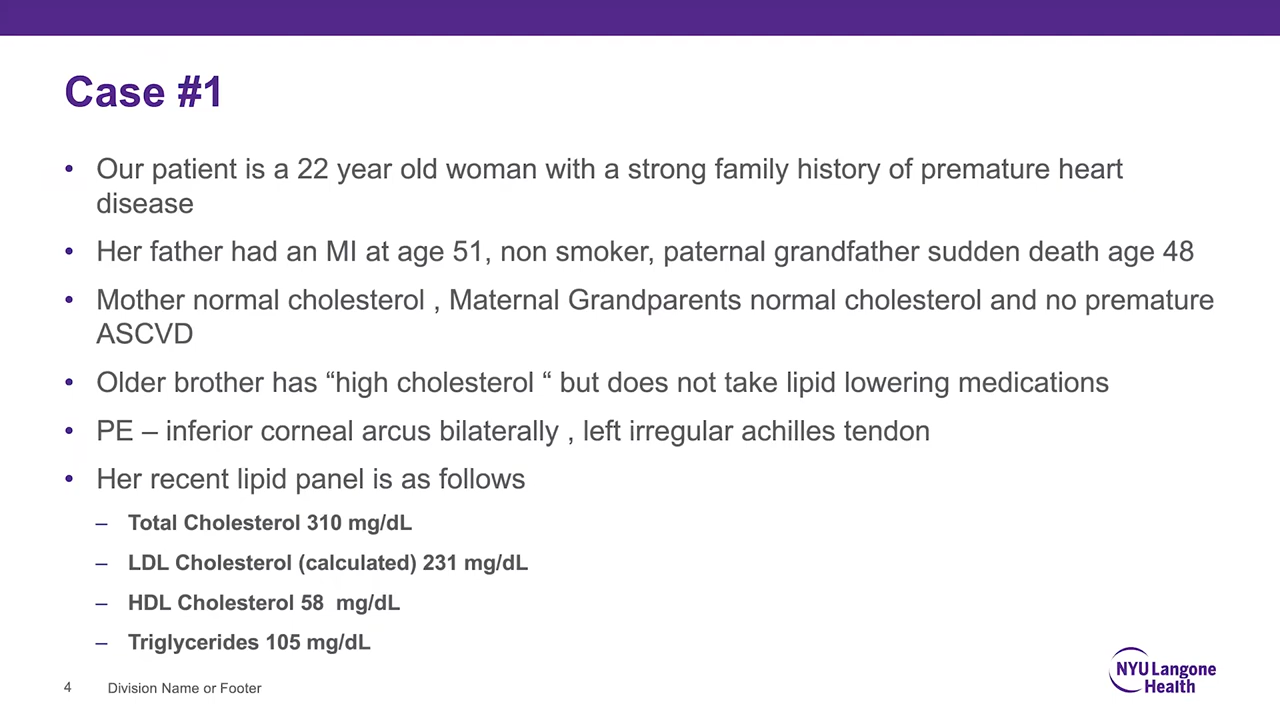 Case #1
• Our patient is a 22 year old woman with a strong family history of premature heart
disease
• Her father had an MI at age 51, non smoker, paternal grandfather sudden death age 48
• Mother normal cholesterol , Maternal Grandparents normal cholesterol and no premature
ASCVD
• Older brother has “high cholesterol “ but does not take lipid lowering medications
• PE – inferior corneal arcus bilaterally , left irregular achilles tendon
• Her recent lipid panel is as follows
– Total Cholesterol 310 mg/dL
– LDL Cholesterol (calculated) 231 mg/dL
– HDL Cholesterol 58  mg/dL
– Triglycerides 105 mg/dL
4 Division Name or Footer
NYU Langone
Health